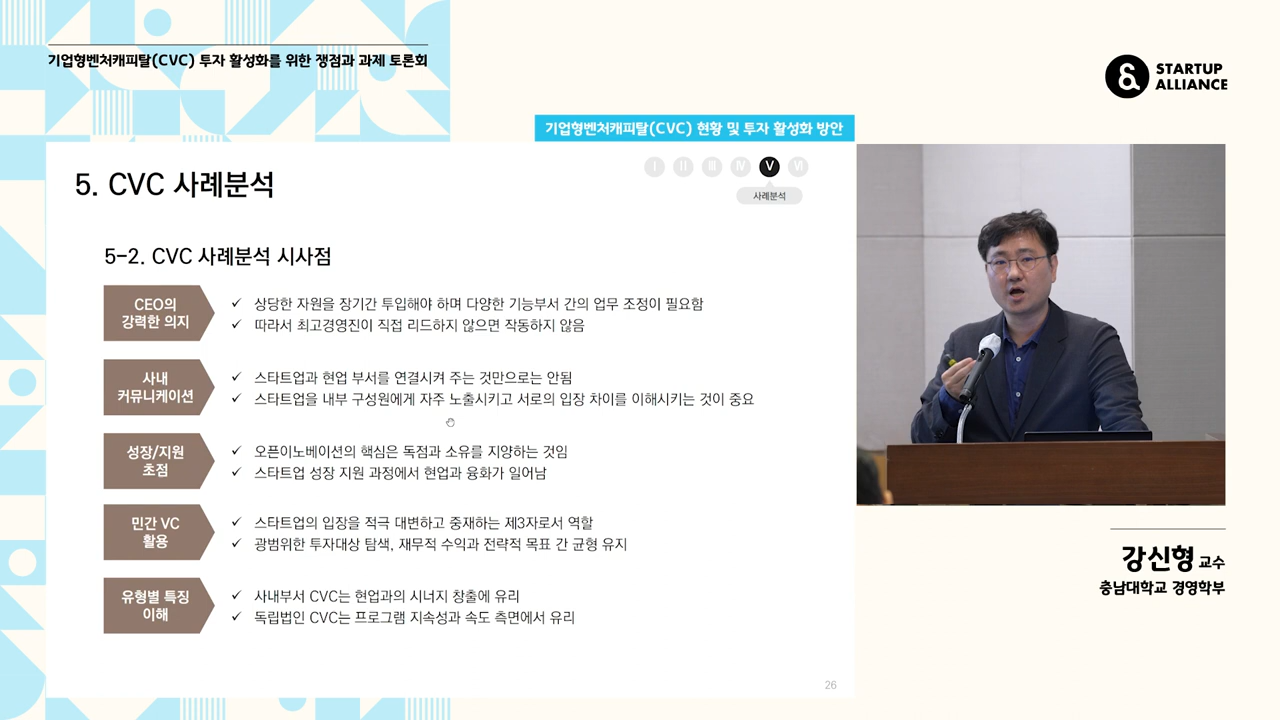 기업형벤처캐피탈(CVC) 투자 활성화를 위한 쟁점과 과제 토론회
STARTUP
ALLIANCE
기업형벤처캐피탈(CVC) 현황 및 투자 활성화 방안
I II III IV V VI
사례분석
5. CVC 사례분석
5-2. CVC 사례분석 시사점
CEO의
강력한 의지
✓ 상당한 자원을 장기간 투입해야 하며 다양한 기능부서 간의 업무 조정이 필요함
✓ 따라서 최고경영진이 직접 리드하지 않으면 작동하지 않음
사내
커뮤니케이션
✓ 스타트업과 현업 부서를 연결시켜 주는 것만으로는 안됨
✓ 스타트업을 내부 구성원에게 자주 노출시키고 서로의 입장 차이를 이해시키는 것이 중요
성장/지원
초점
✓ 오픈이노베이션의 핵심은 독점과 소유를 지양하는 것임
✓ 스타트업 성장 지원 과정에서 현업과 융화가 일어남
민간 VC
활용
✓ 스타트업의 입장을 적극 대변하고 중재하는 제3자로서 역할
✓ 광범위한 투자대상 탐색, 재무적 수익과 전략적 목표 간 균형 유지
유형별 특징
이해
✓ 사내부서 CVC는 현업과의 시너지 창출에 유리
✓ 독립법인 CVC는 프로그램 지속성과 속도 측면에서 유리
26
강신형 교수
충남대학교 경영학부